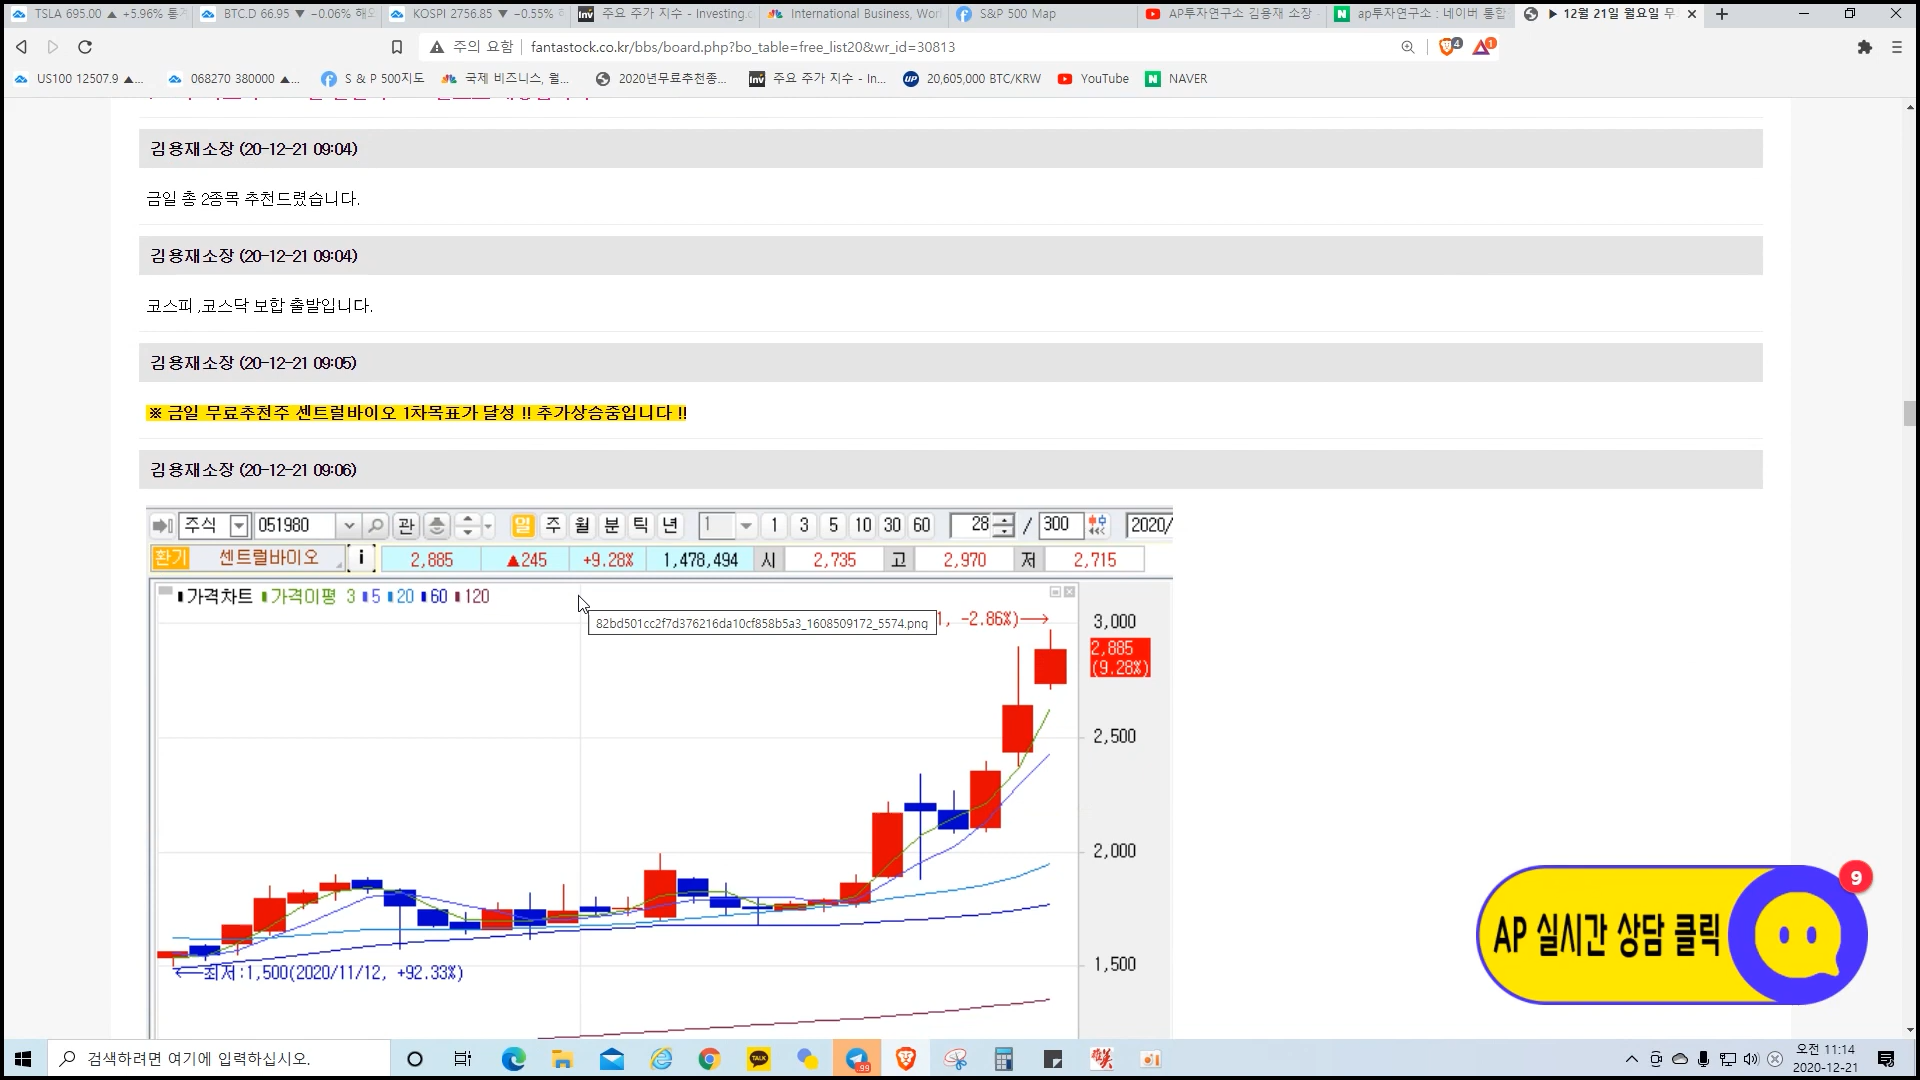 TSLA 695.00 ▲ +5.96% 통
BTC.D 66.95 ▼ −0.06% 해외
KOSPI 2756.85 ▼ −0.55%
주요 주가 지수 - Investing.c
International Business, Worl
S&P 500 Map
AP투자연구소 김용재 소장
ap투자연구소 : 네이버 통합
▶ 12월 21일 월요일 무
주의 요함
fantastock.co.kr/bbs/board.php?bo_table=free_list20&wr_id=30813
4
1
US100 12507.9 ▲...
068270 380000 ▲...
S & P 500지도
국제 비즈니스, 월...
2020년무료추천종...
주요 주가 지수 - In...
20,605,000 BTC/KRW
YouTube
NAVER
김용재소장 (20-12-21 09:04)
금일 총 2종목 추천드렸습니다.
김용재소장 (20-12-21 09:04)
코스피 ,코스닥 보합 출발입니다.
김용재소장 (20-12-21 09:05)
※ 금일 무료추천주 센트럴바이오 1차목표가 달성 !! 추가상승중입니다 !!
김용재소장 (20-12-21 09:06)
주식 051980 관 일 주 월 분 틱 년 1 1 3 5 10 30 60 28 / 300 2020/
환기 센트럴바이오 i 2,885 ▲245 +9.28% 1,478,494 시 2,735 고 2,970 저 2,715
가격차트 가격이평 3 5 20 60 120
82bd501cc2f7d376216da10cf858b5a3_1608509172_5574.png
1, -2.86%)→
3,000
2,885
(9.28%)
2,500
2,000
1,500
←최저:1,500(2020/11/12, +92.33%)
AP 실시간 상담 클릭
9
검색하려면 여기에 입력하십시오.
TALK
99
오전 11:14
2020-12-21